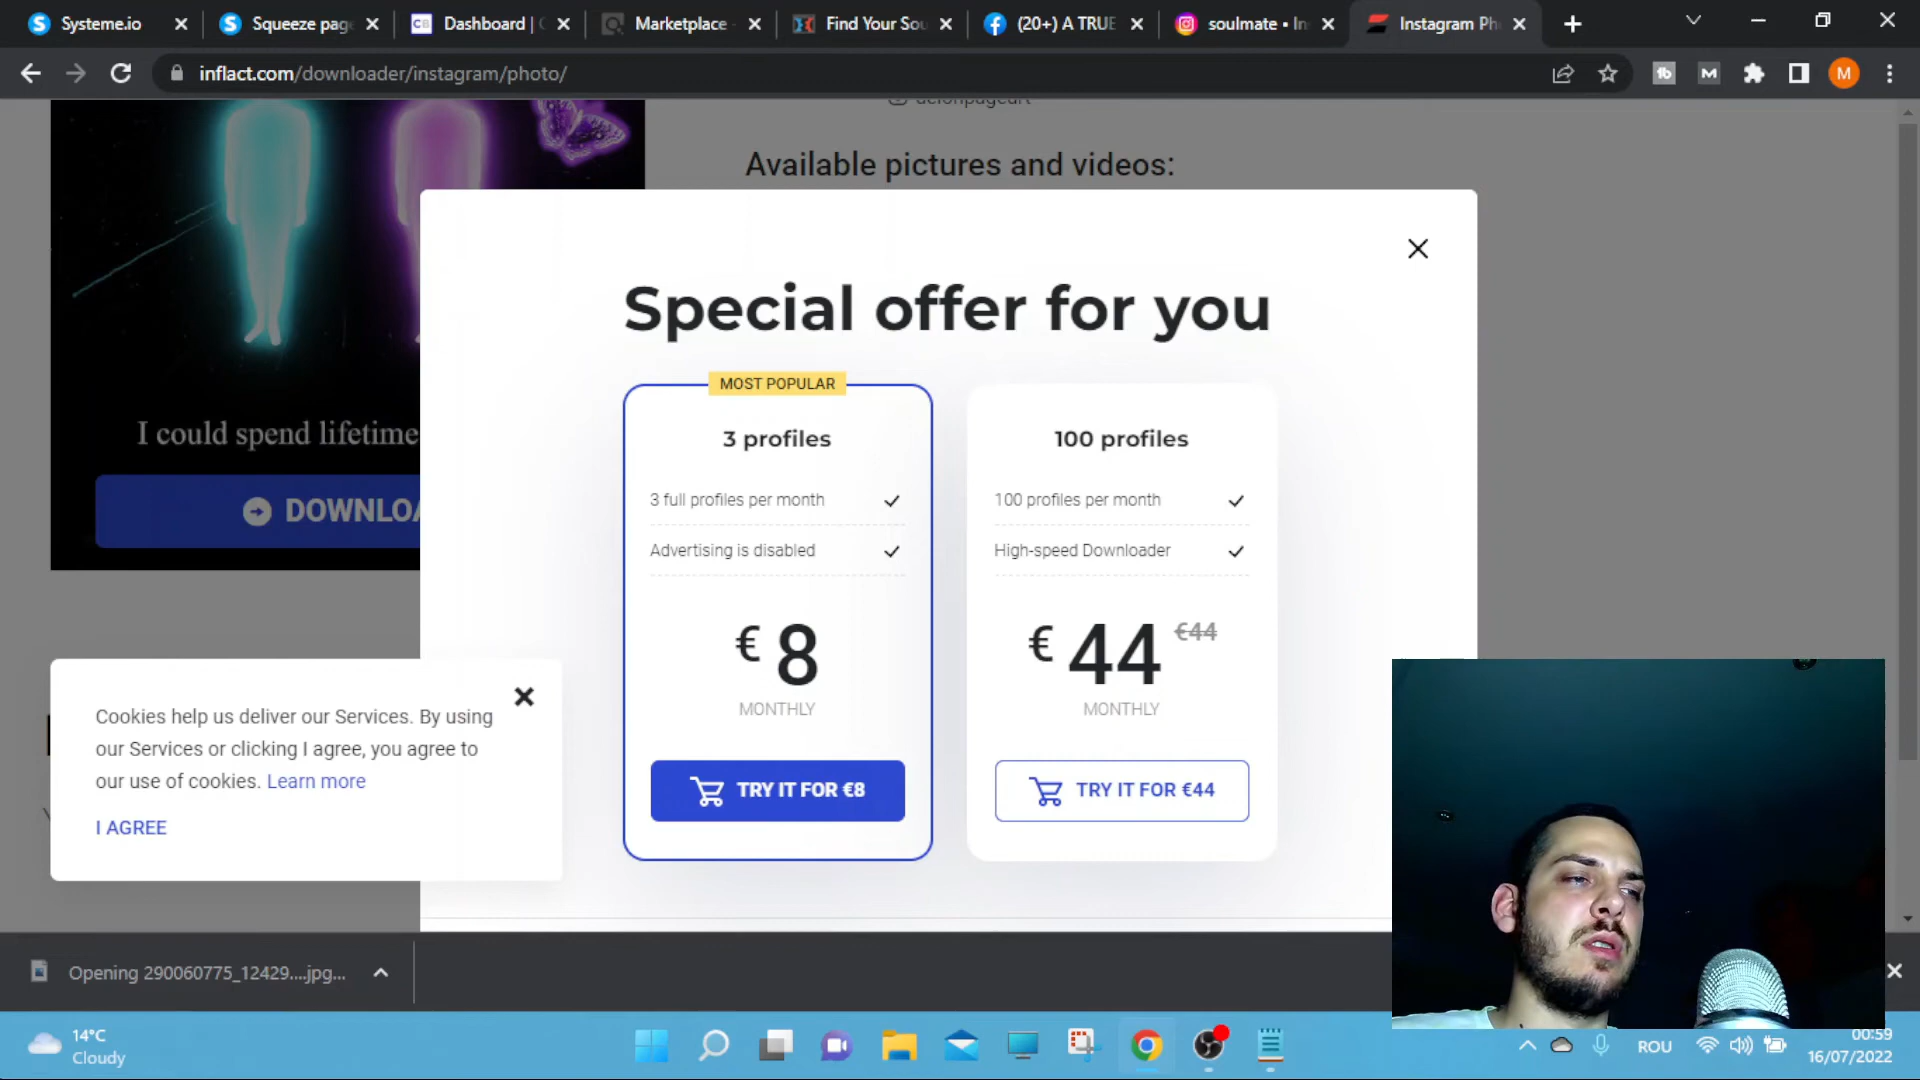 Systeme.io
Squeeze pag
Dashboard |
Marketplace
Find Your Sou
(20+) A TRUE
soulmate • In
Instagram Ph
inflact.com/downloader/instagram/photo/
M
Available pictures and videos:
I could spend lifetime
DOWNLOA
Special offer for you
MOST POPULAR
3 profiles
3 full profiles per month
Advertising is disabled
€ 8
MONTHLY
TRY IT FOR €8
100 profiles
100 profiles per month
High-speed Downloader
€ 44 €44
MONTHLY
TRY IT FOR €44
Cookies help us deliver our Services. By using
our Services or clicking I agree, you agree to
our use of cookies. Learn more
I AGREE
Opening 290060775_12429....jpg...
14°C
Cloudy
ROU
00:59
16/07/2022